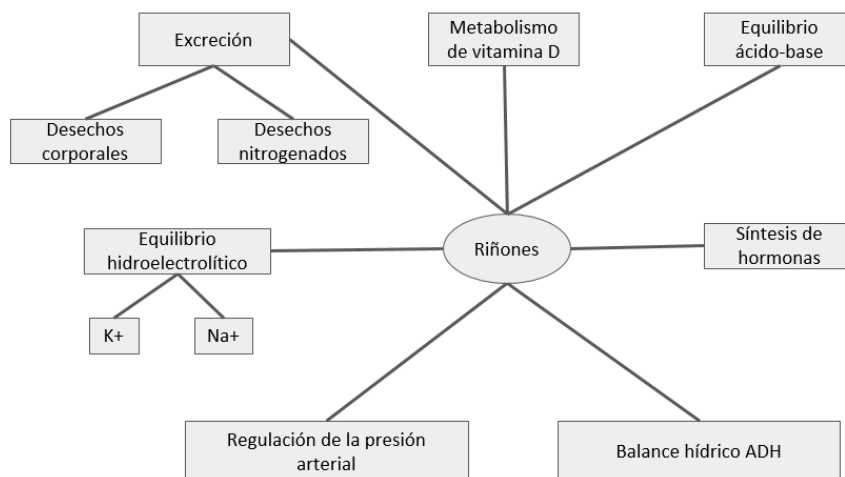 Excreción
Metabolismo
de vitamina D
Equilibrio
ácido-base
Desechos
corporales
Desechos
nitrogenados
Equilibrio
hidroelectrolítico
Riñones
Síntesis de
hormonas
K+
Na+
Regulación de la presión
arterial
Balance hídrico ADH